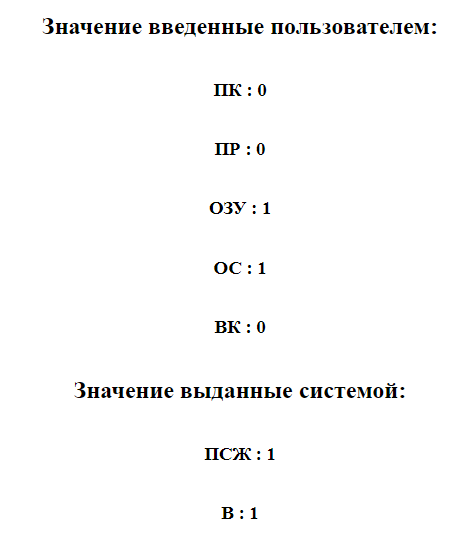 Значение введенные пользователем:
ПК : 0
ПР : 0
ОЗУ : 1
ОС : 1
ВК : 0
Значение выданные системой:
ПСЖ : 1
В : 1